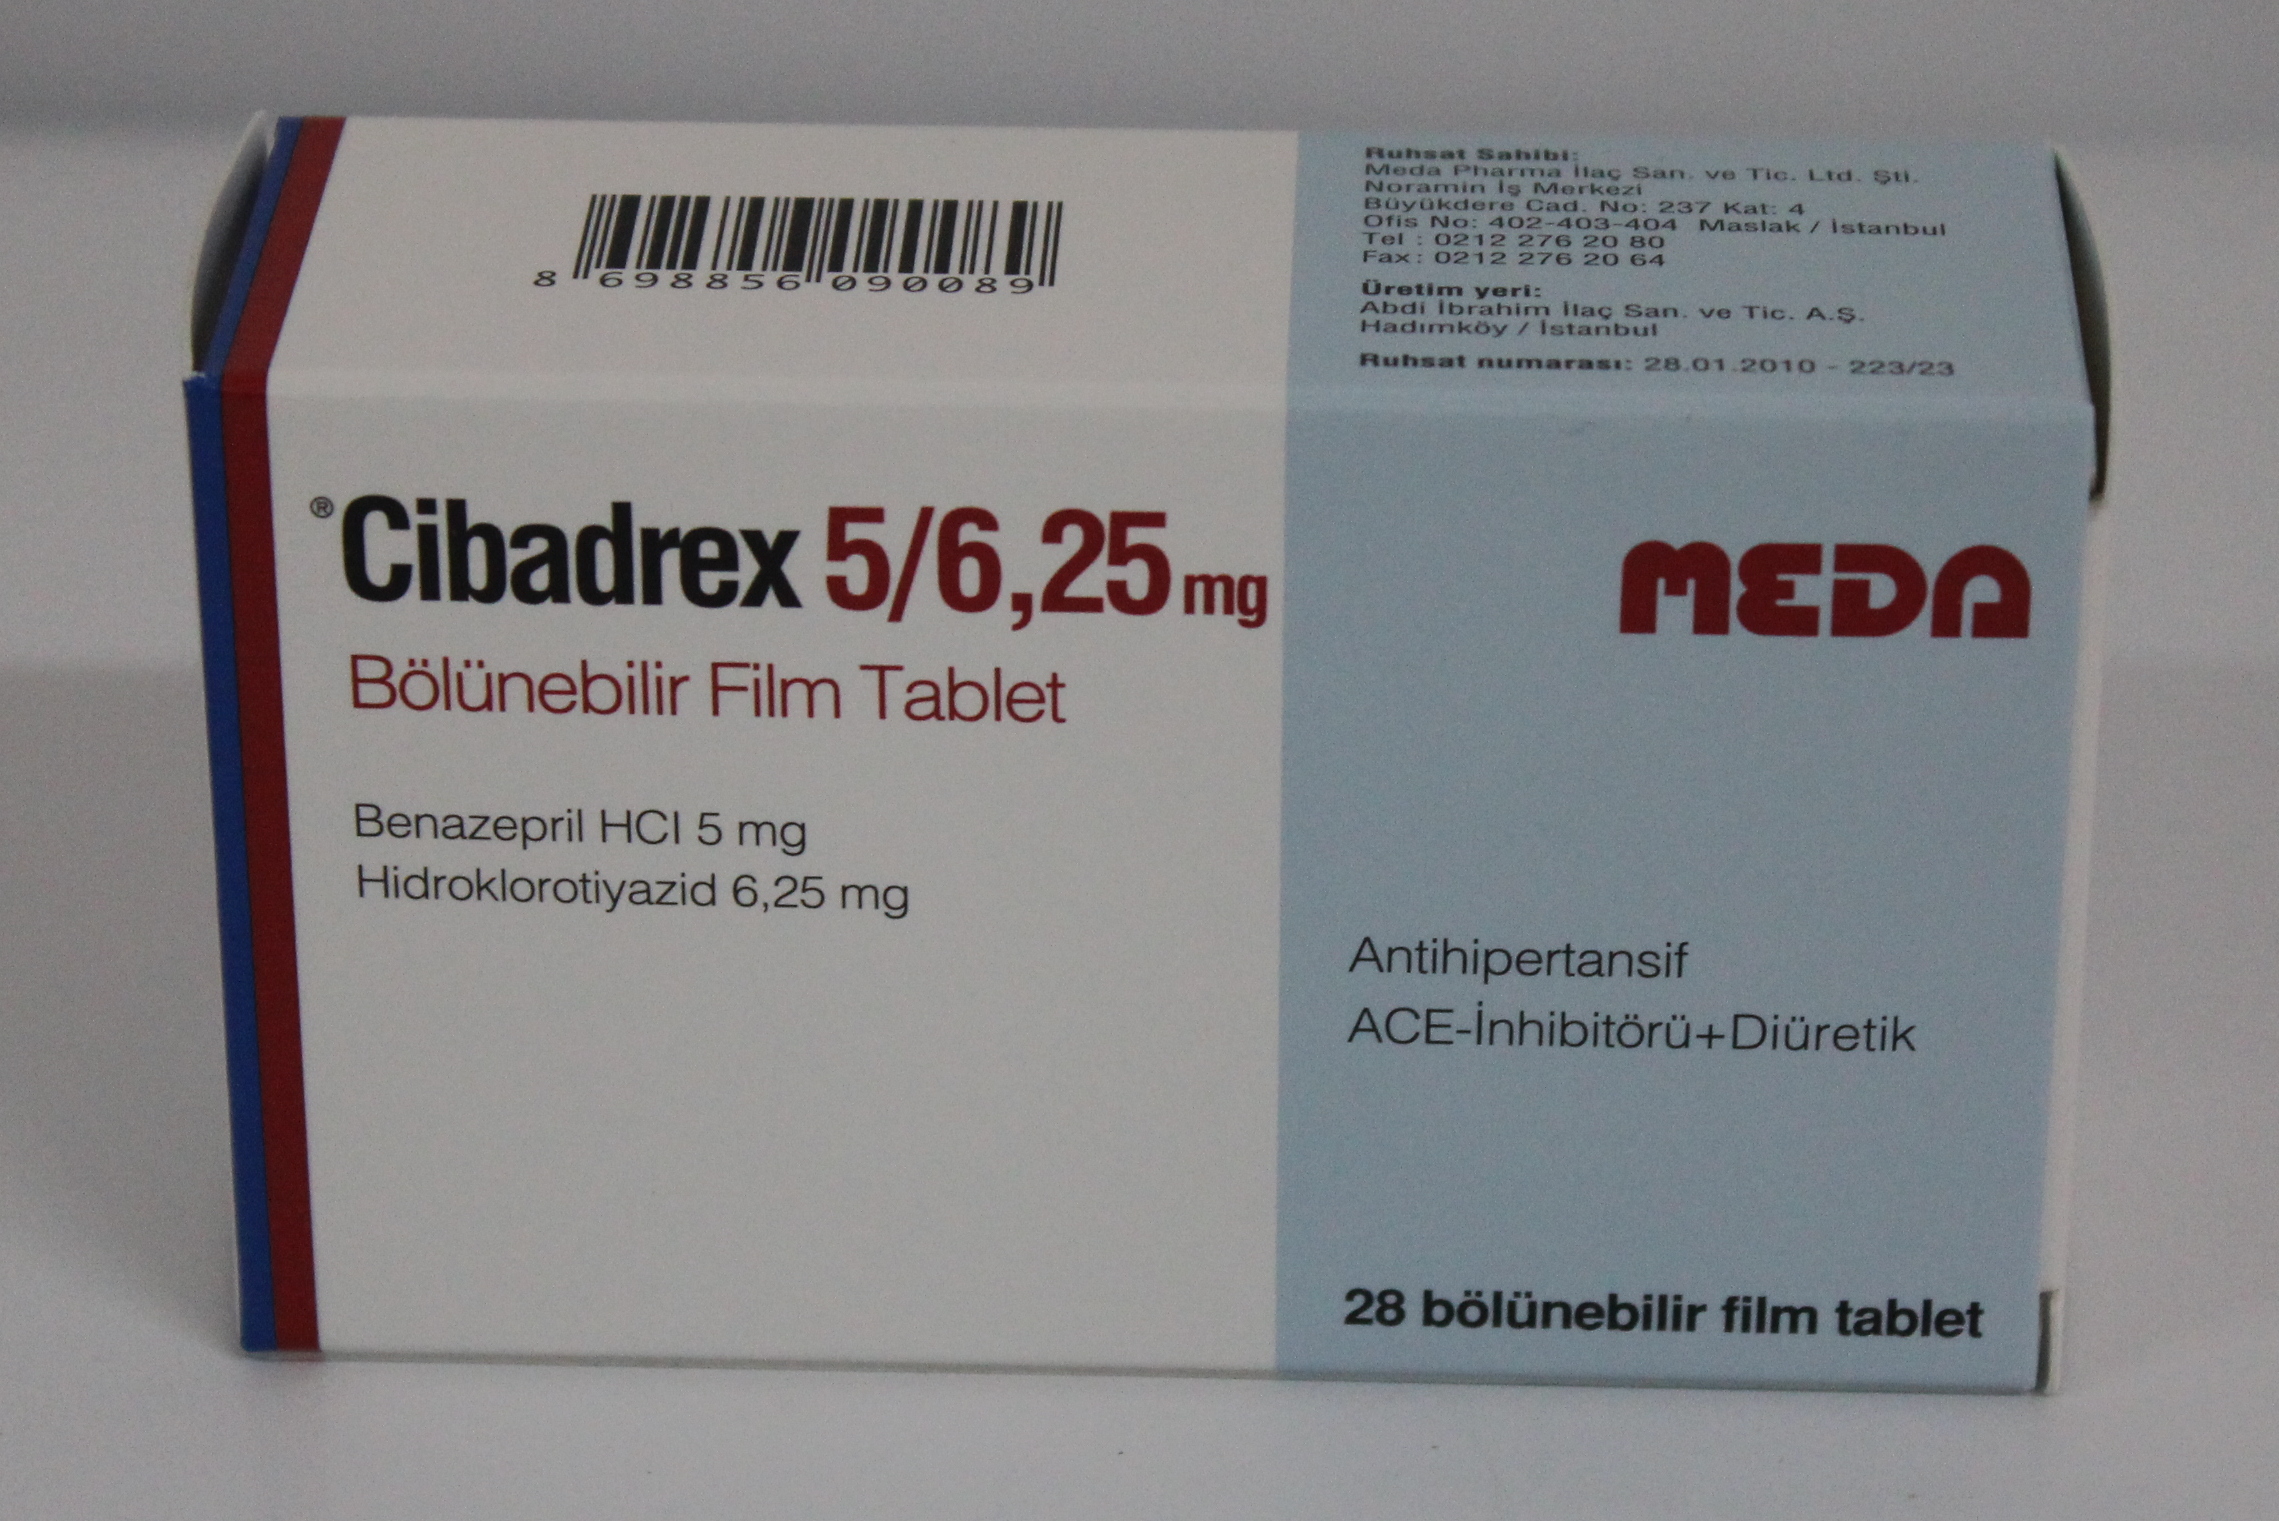 8 698856 090089
Ruhsat Sahibi:
Meda Pharma İlaç San. ve Tic. Ltd. Şti.
Noramin İş Merkezi
Büyükdere Cad. No: 237 Kat: 4
Ofis No: 402-403-404 Maslak / İstanbul
Tel : 0212 276 20 80
Fax : 0212 276 20 64
Üretim yeri:
Abdi İbrahim İlaç San. ve Tic. A.Ş.
Hadımköy / İstanbul
Ruhsat numarası: 28.01.2010 - 223/23
®Cibadrex 5/6,25 mg
Bölünebilir Film Tablet
Benazepril HCl 5 mg
Hidroklorotiyazid 6,25 mg
MEDA
Antihipertansif
ACE-İnhibitörü+Diüretik
28 bölünebilir film tablet